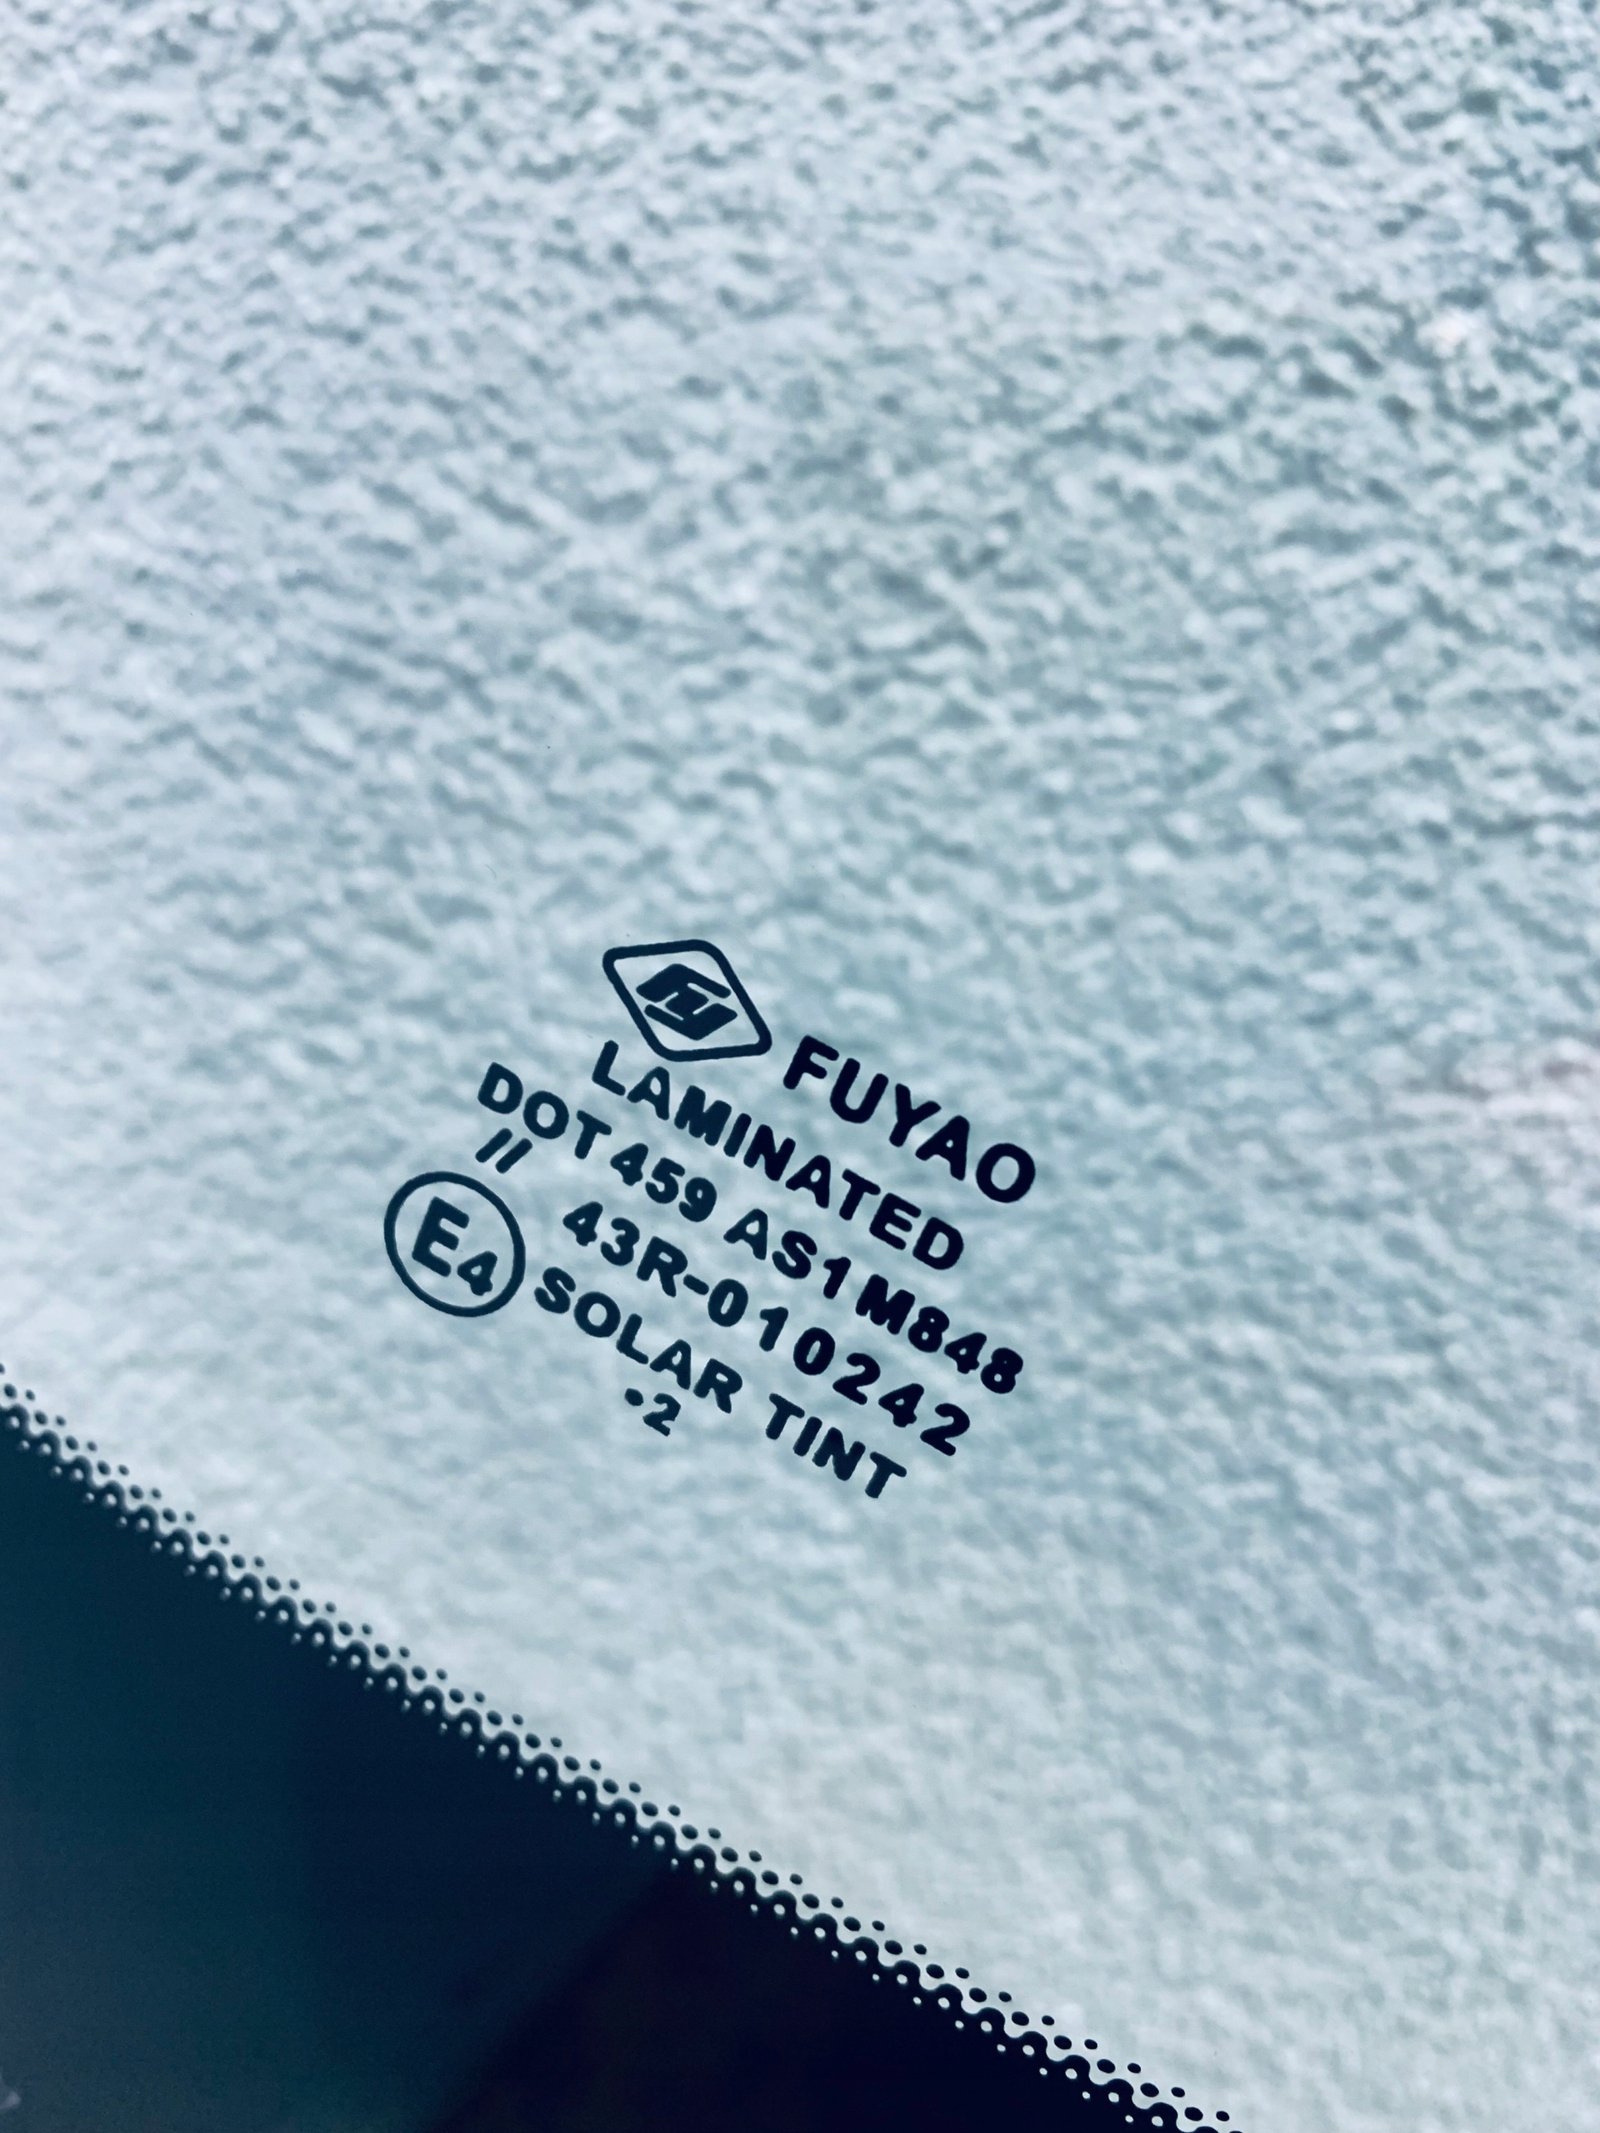 FUYAO
LAMINATED
DOT 459 AS1 M848
//
E4 43R-010242
SOLAR TINT
·2